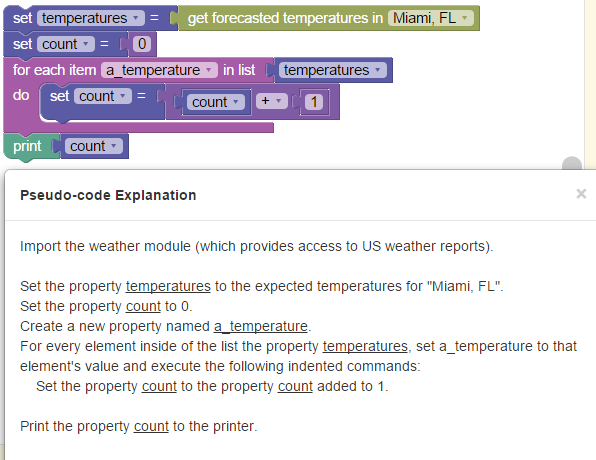 set temperatures = get forecasted temperatures in Miami, FL
set count = 0
for each item a_temperature in list temperatures
do set count = count + 1
print count
Pseudo-code Explanation ×
Import the weather module (which provides access to US weather reports).
Set the property temperatures to the expected temperatures for "Miami, FL".
Set the property count to 0.
Create a new property named a_temperature.
For every element inside of the list the property temperatures, set a_temperature to that
element's value and execute the following indented commands:
Set the property count to the property count added to 1.
Print the property count to the printer.